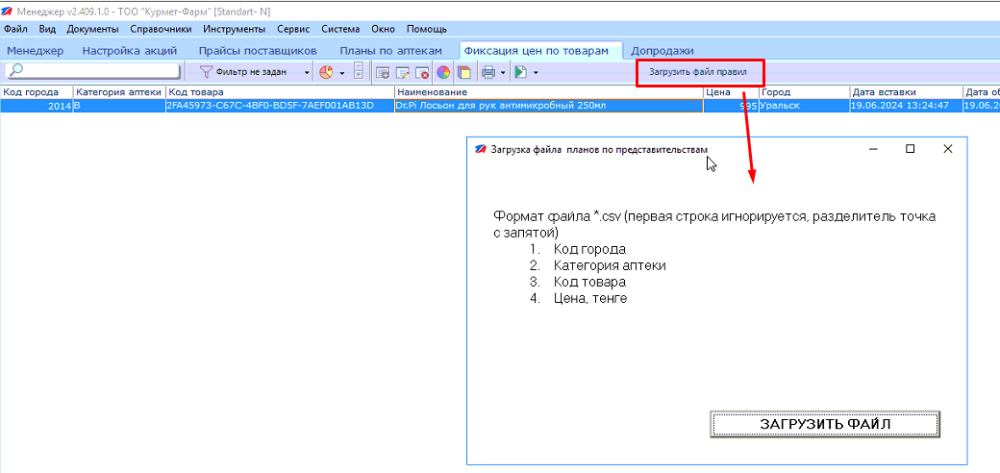 Менеджер v2.409.1.0 - ТОО "Курмет-Фарм" [Standart- N]
Файл Вид Документы Справочники Инструменты Сервис Система Окно Помощь
Менеджер Настройка акций Прайсы поставщиков Планы по аптекам Фиксация цен по товарам Допродажи
Фильтр не задан Загрузить файл правил
Код города Категория аптеки Код товара Наименование Цена Город Дата вставки Дата об
2014 B 2FA45973-C67C-4BF0-BD5F-7AEF001AB13D Dr.Pi Лосьон для рук антимикробный 250мл 995 Уральск 19.06.2024 13:24:47 19.06.20
Загрузка файла планов по представительствам
Формат файла *.csv (первая строка игнорируется, разделитель точка
с запятой)
1. Код города
2. Категория аптеки
3. Код товара
4. Цена, тенге
ЗАГРУЗИТЬ ФАЙЛ